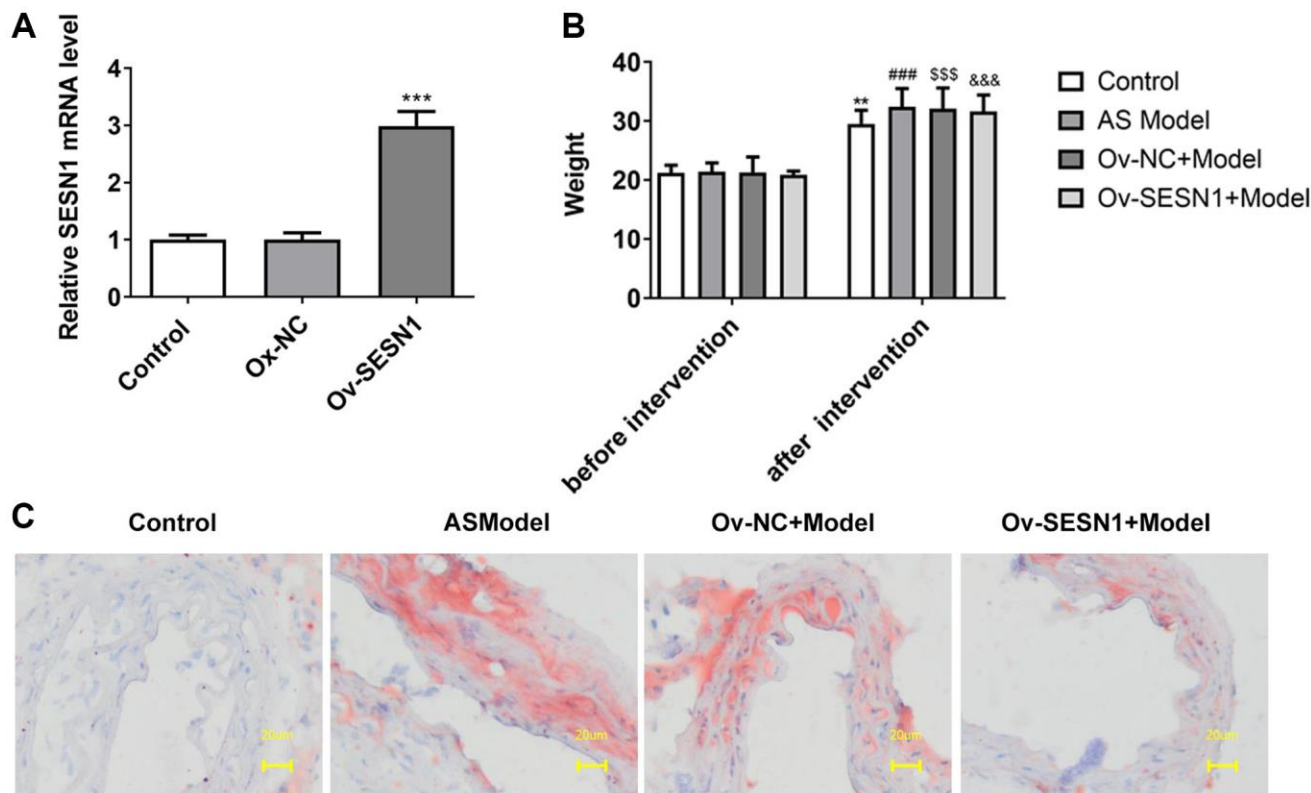 A
Relative SESN1 mRNA level
4
3
2
1
0
***
Control
Ox-NC
Ov-SESN1
B
Weight
40
30
20
10
0
**
###
$$$
&&&
before intervention
after intervention
Control
AS Model
Ov-NC+Model
Ov-SESN1+Model
C
Control
ASModel
Ov-NC+Model
Ov-SESN1+Model
20um
20um
20um
20um